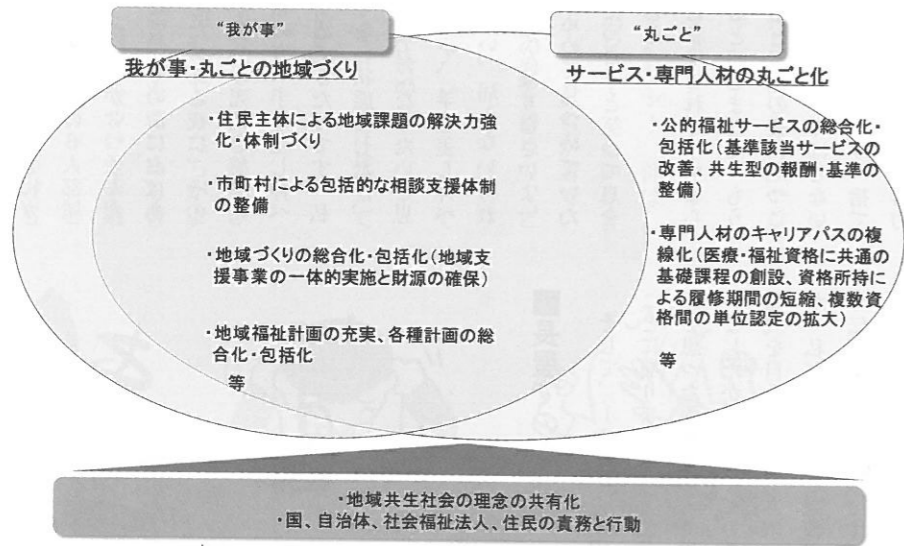 “我が事”
我が事・丸ごとの地域づくり
・住民主体による地域課題の解決力強
化・体制づくり
・市町村による包括的な相談支援体制
の整備
・地域づくりの総合化・包括化(地域支
援事業の一体的実施と財源の確保)
・地域福祉計画の充実、各種計画の総
合化・包括化
等
“丸ごと”
サービス・専門人材の丸ごと化
・公的福祉サービスの総合化・
包括化(基準該当サービスの
改善、共生型の報酬・基準の
整備)
・専門人材のキャリアパスの複
線化(医療・福祉資格に共通の
基礎課程の創設、資格所持に
よる履修期間の短縮、複数資
格間の単位認定の拡大)
等
・地域共生社会の理念の共有化
・国、自治体、社会福祉法人、住民の責務と行動